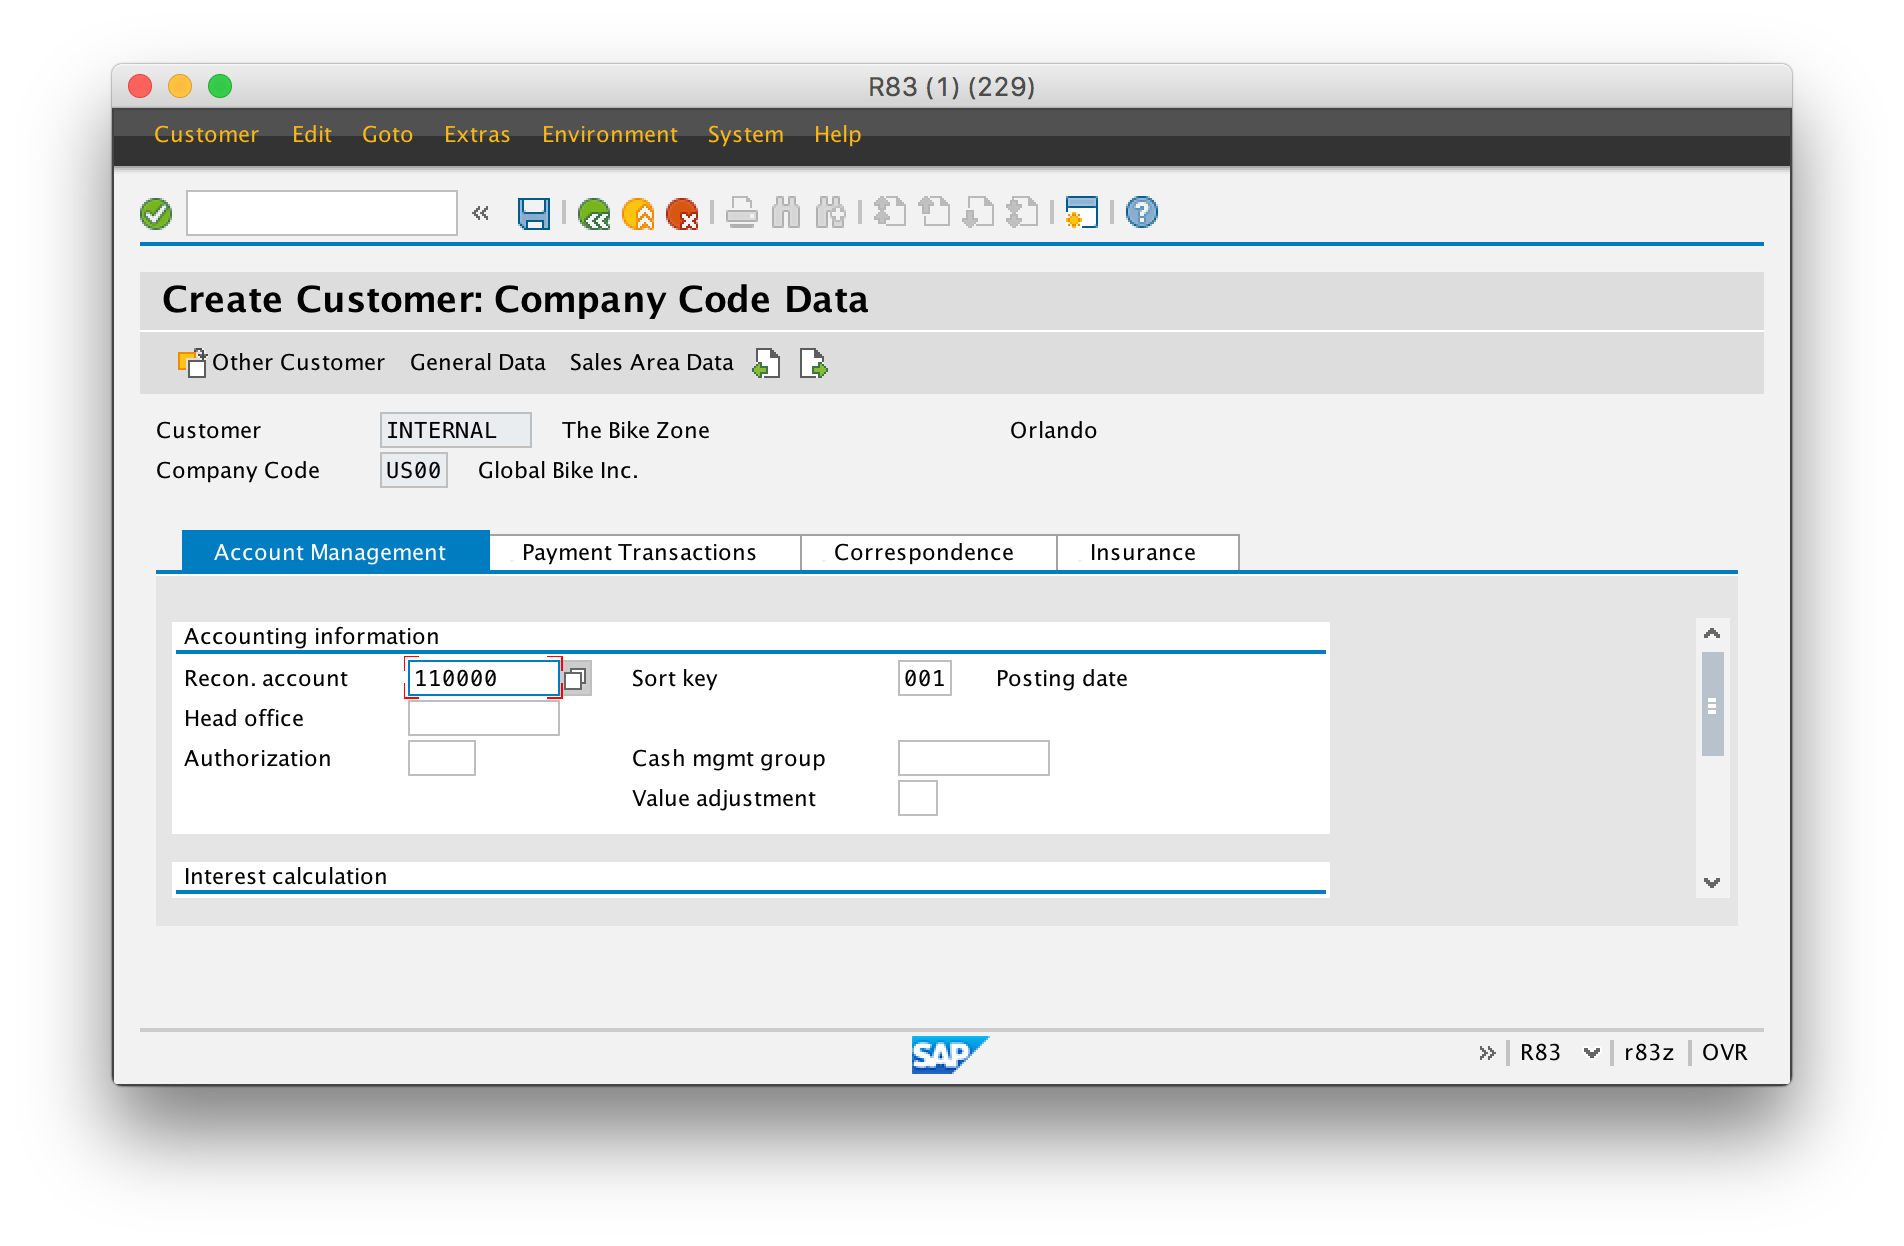 R83 (1) (229)
Customer Edit Goto Extras Environment System Help
Create Customer: Company Code Data
Other Customer General Data Sales Area Data
Customer INTERNAL The Bike Zone Orlando
Company Code US00 Global Bike Inc.
Account Management Payment Transactions Correspondence Insurance
Accounting information
Recon. account 110000 Sort key 001 Posting date
Head office
Authorization Cash mgmt group
Value adjustment
Interest calculation
SAP R83 r83z OVR